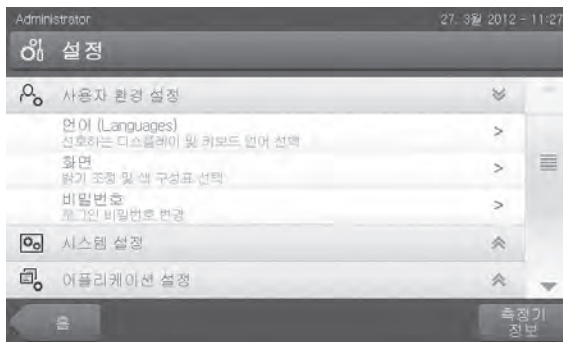 Administrator
27. 3월 2012 - 11:27
설정
사용자 환경 설정
언어 (Languages)
선호하는 디스플레이 및 키보드 언어 선택
화면
밝기 조정 및 색 구성표 선택
비밀번호
로그인 비밀번호 변경
시스템 설정
어플리케이션 설정
홈
측정기
정보